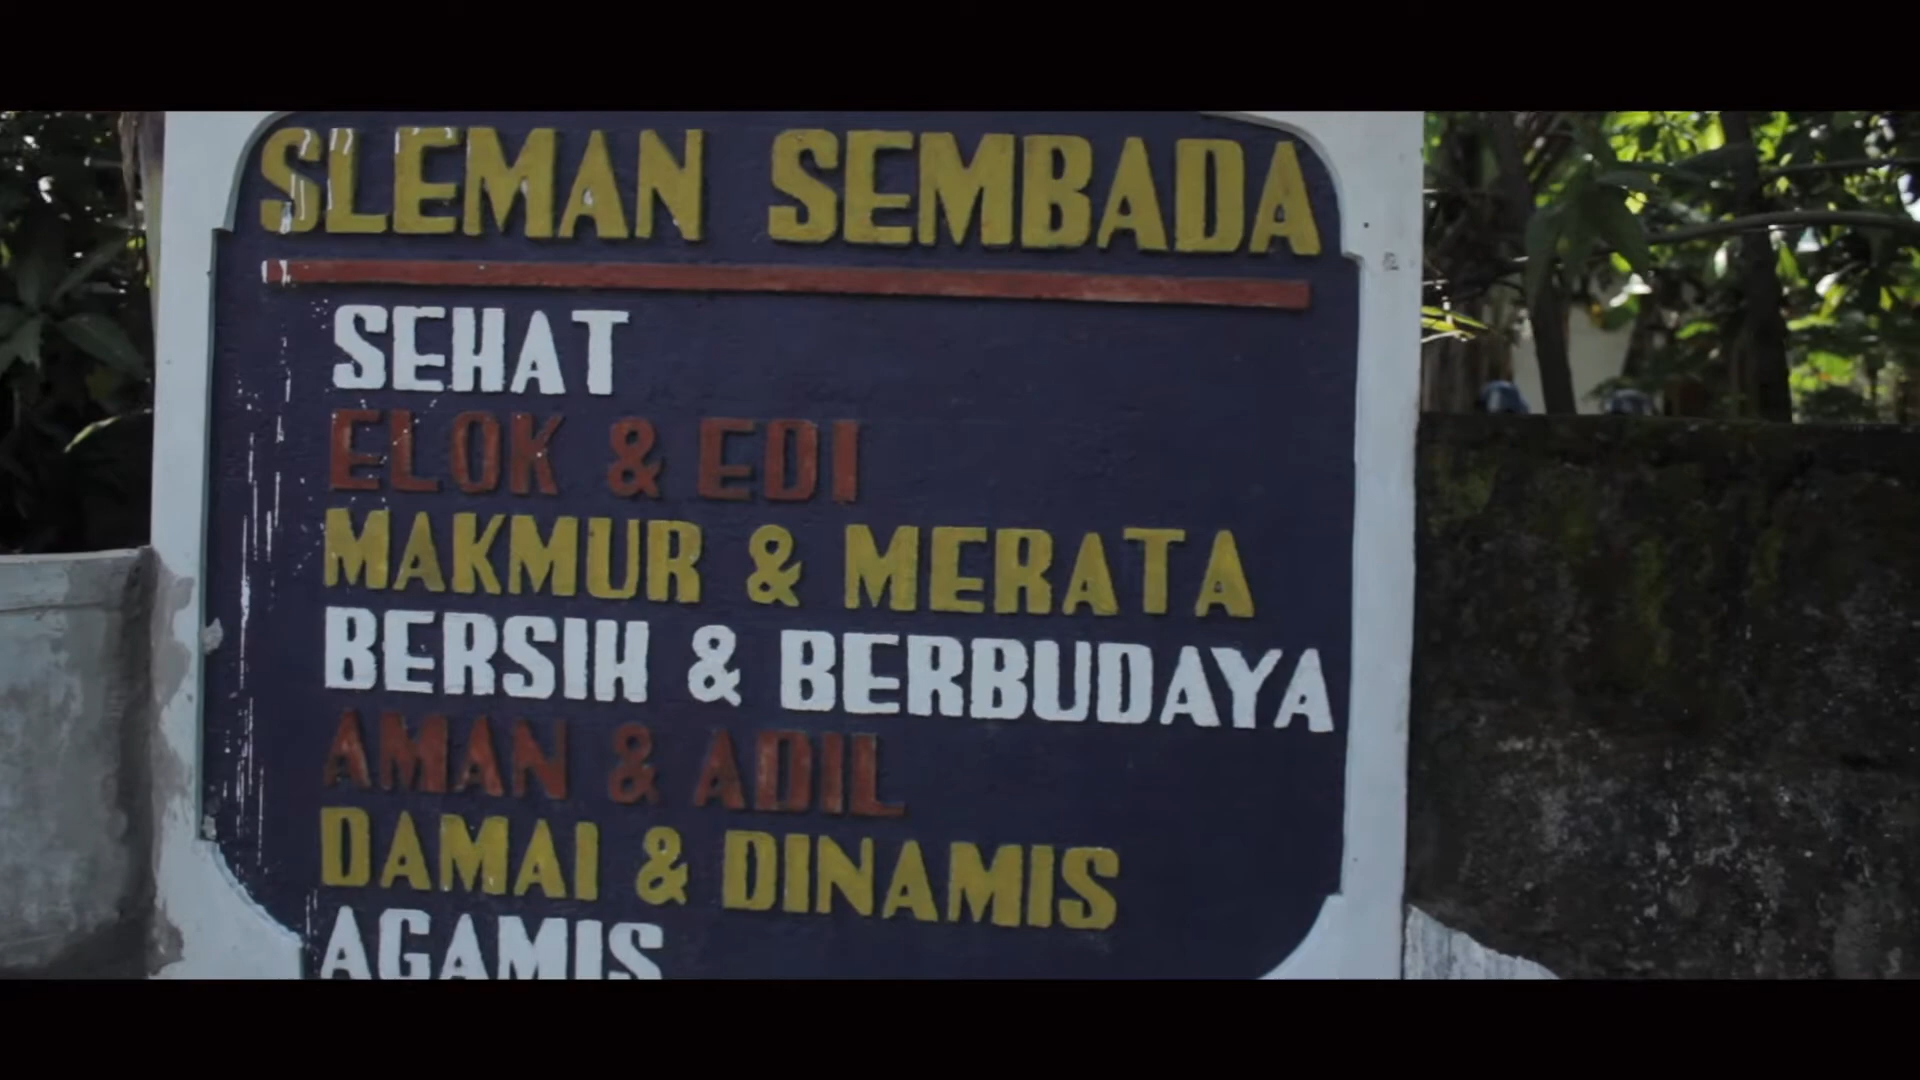 SLEMAN SEMBADA
SEHAT
ELOK & EDI
MAKMUR & MERATA
BERSIH & BERBUDAYA
AMAN & ADIL
DAMAI & DINAMIS
AGAMIS